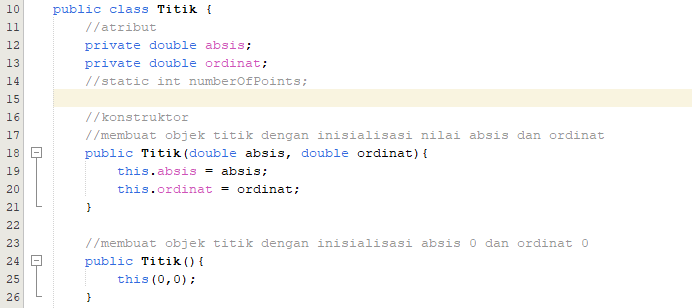 10 public class Titik {
11 //atribut
12 private double absis;
13 private double ordinat;
14 //static int numberOfPoints;
15
16 //konstruktor
17 //membuat objek titik dengan inisialisasi nilai absis dan ordinat
18 public Titik(double absis, double ordinat){
19 this.absis = absis;
20 this.ordinat = ordinat;
21 }
22
23 //membuat objek titik dengan inisialisasi absis 0 dan ordinat 0
24 public Titik(){
25 this(0,0);
26 }